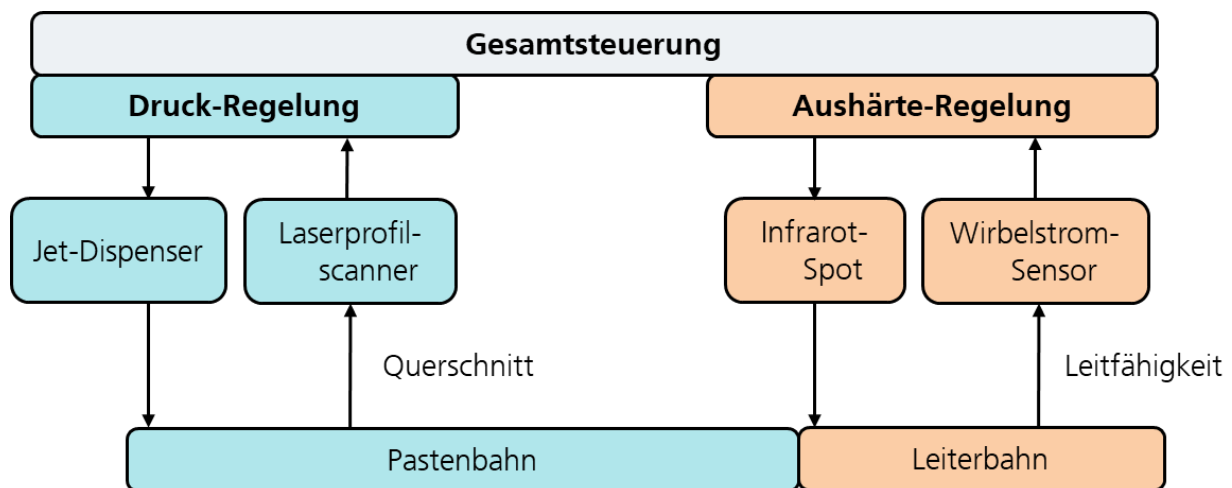 Gesamtsteuerung
Druck-Regelung
Aushärte-Regelung
Jet-Dispenser
Laserprofil-
scanner
Infrarot-
Spot
Wirbelstrom-
Sensor
Querschnitt
Leitfähigkeit
Pastenbahn
Leiterbahn